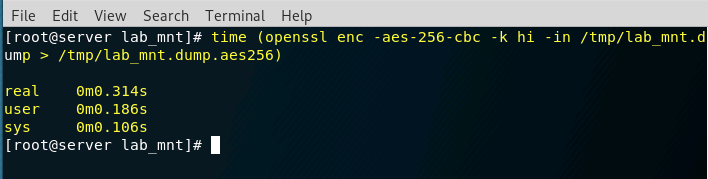 File Edit View Search Terminal Help
[root@server lab_mnt]# time (openssl enc -aes-256-cbc -k hi -in /tmp/lab_mnt.d
ump > /tmp/lab_mnt.dump.aes256)
real 0m0.314s
user 0m0.186s
sys 0m0.106s
[root@server lab_mnt]#